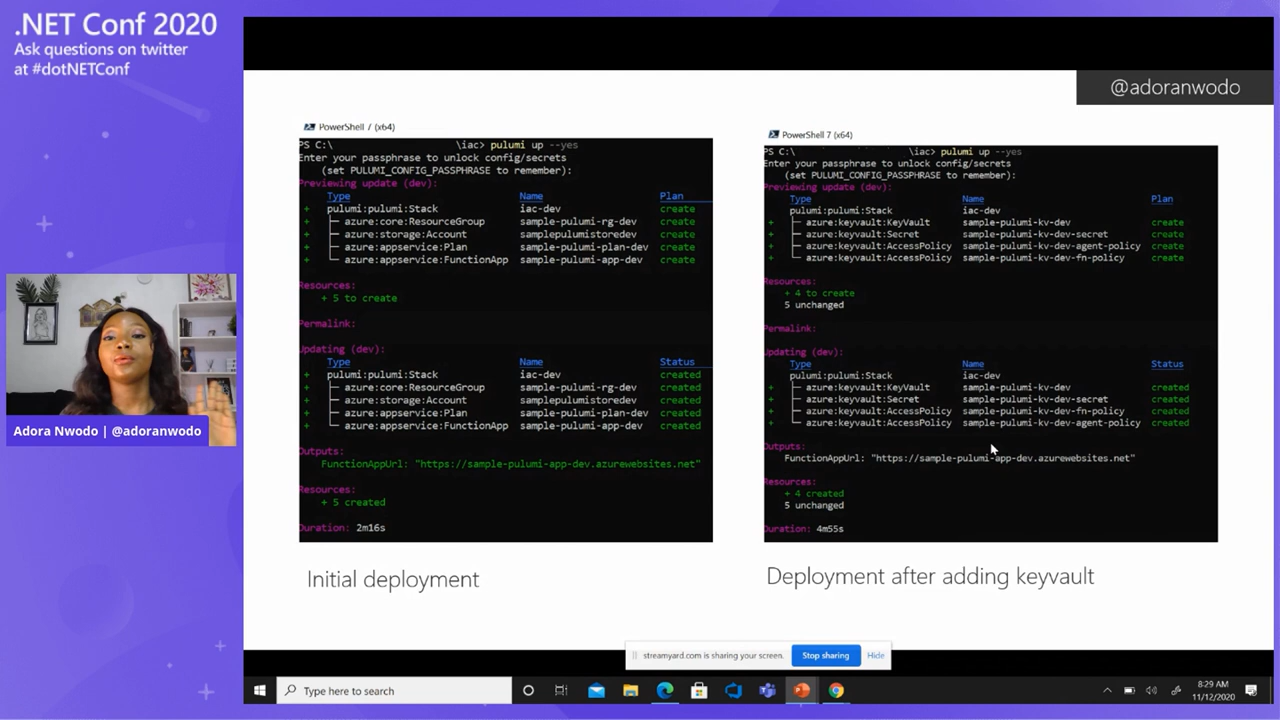 .NET Conf 2020
Ask questions on twitter
at #dotNETConf
Adora Nwodo | @adoranwodo
@adoranwodo
PowerShell 7 (x64)
PS C:\ \iac> pulumi up --yes
Enter your passphrase to unlock config/secrets
(set PULUMI_CONFIG_PASSPHRASE to remember):
Previewing update (dev):
Type Name Plan
+ pulumi:pulumi:Stack iac-dev create
+ ├─ azure:core:ResourceGroup sample-pulumi-rg-dev create
+ ├─ azure:storage:Account samplepulumistoredev create
+ ├─ azure:appservice:Plan sample-pulumi-plan-dev create
+ └─ azure:appservice:FunctionApp sample-pulumi-app-dev create
Resources:
+ 5 to create
Permalink:
Updating (dev):
Type Name Status
+ pulumi:pulumi:Stack iac-dev created
+ ├─ azure:core:ResourceGroup sample-pulumi-rg-dev created
+ ├─ azure:storage:Account samplepulumistoredev created
+ ├─ azure:appservice:Plan sample-pulumi-plan-dev created
+ └─ azure:appservice:FunctionApp sample-pulumi-app-dev created
Outputs:
FunctionAppUrl: "https://sample-pulumi-app-dev.azurewebsites.net"
Resources:
+ 5 created
Duration: 2m16s
Initial deployment
PowerShell 7 (x64)
PS C:\ \iac> pulumi up --yes
Enter your passphrase to unlock config/secrets
(set PULUMI_CONFIG_PASSPHRASE to remember):
Previewing update (dev):
Type Name Plan
pulumi:pulumi:Stack iac-dev
+ ├─ azure:keyvault:KeyVault sample-pulumi-kv-dev create
+ ├─ azure:keyvault:Secret sample-pulumi-kv-dev-secret create
+ ├─ azure:keyvault:AccessPolicy sample-pulumi-kv-dev-agent-policy create
+ └─ azure:keyvault:AccessPolicy sample-pulumi-kv-dev-fn-policy create
Resources:
+ 4 to create
5 unchanged
Permalink:
Updating (dev):
Type Name Status
pulumi:pulumi:Stack iac-dev
+ ├─ azure:keyvault:KeyVault sample-pulumi-kv-dev created
+ ├─ azure:keyvault:Secret sample-pulumi-kv-dev-secret created
+ ├─ azure:keyvault:AccessPolicy sample-pulumi-kv-dev-fn-policy created
+ └─ azure:keyvault:AccessPolicy sample-pulumi-kv-dev-agent-policy created
Outputs:
FunctionAppUrl: "https://sample-pulumi-app-dev.azurewebsites.net"
Resources:
+ 4 created
5 unchanged
Duration: 4m55s
Deployment after adding keyvault
streamyard.com is sharing your screen.
Stop sharing
Hide
Type here to search
8:29 AM
11/12/2020